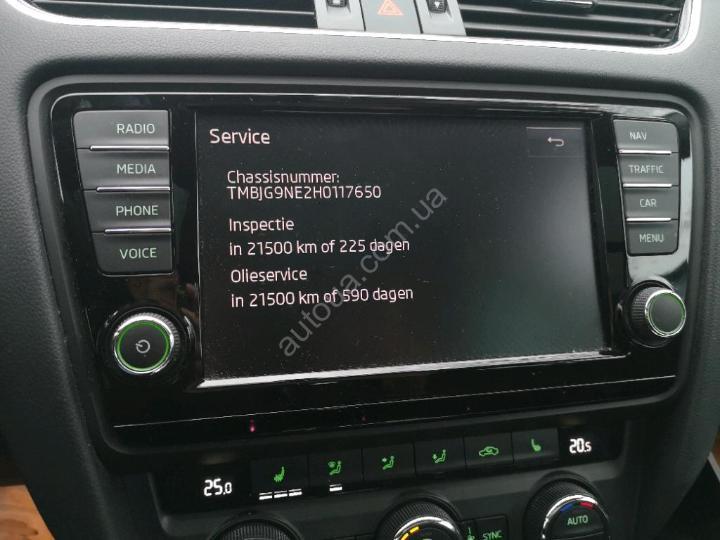 RADIO
MEDIA
PHONE
VOICE
Service
Chassisnummer:
TMBJG9NE2H0117650
Inspectie
in 21500 km of 225 dagen
Olieservice
in 21500 km of 590 dagen
NAV
TRAFFIC
CAR
MENU
autoua.com.ua
25.0
20.5
SYNC
AUTO